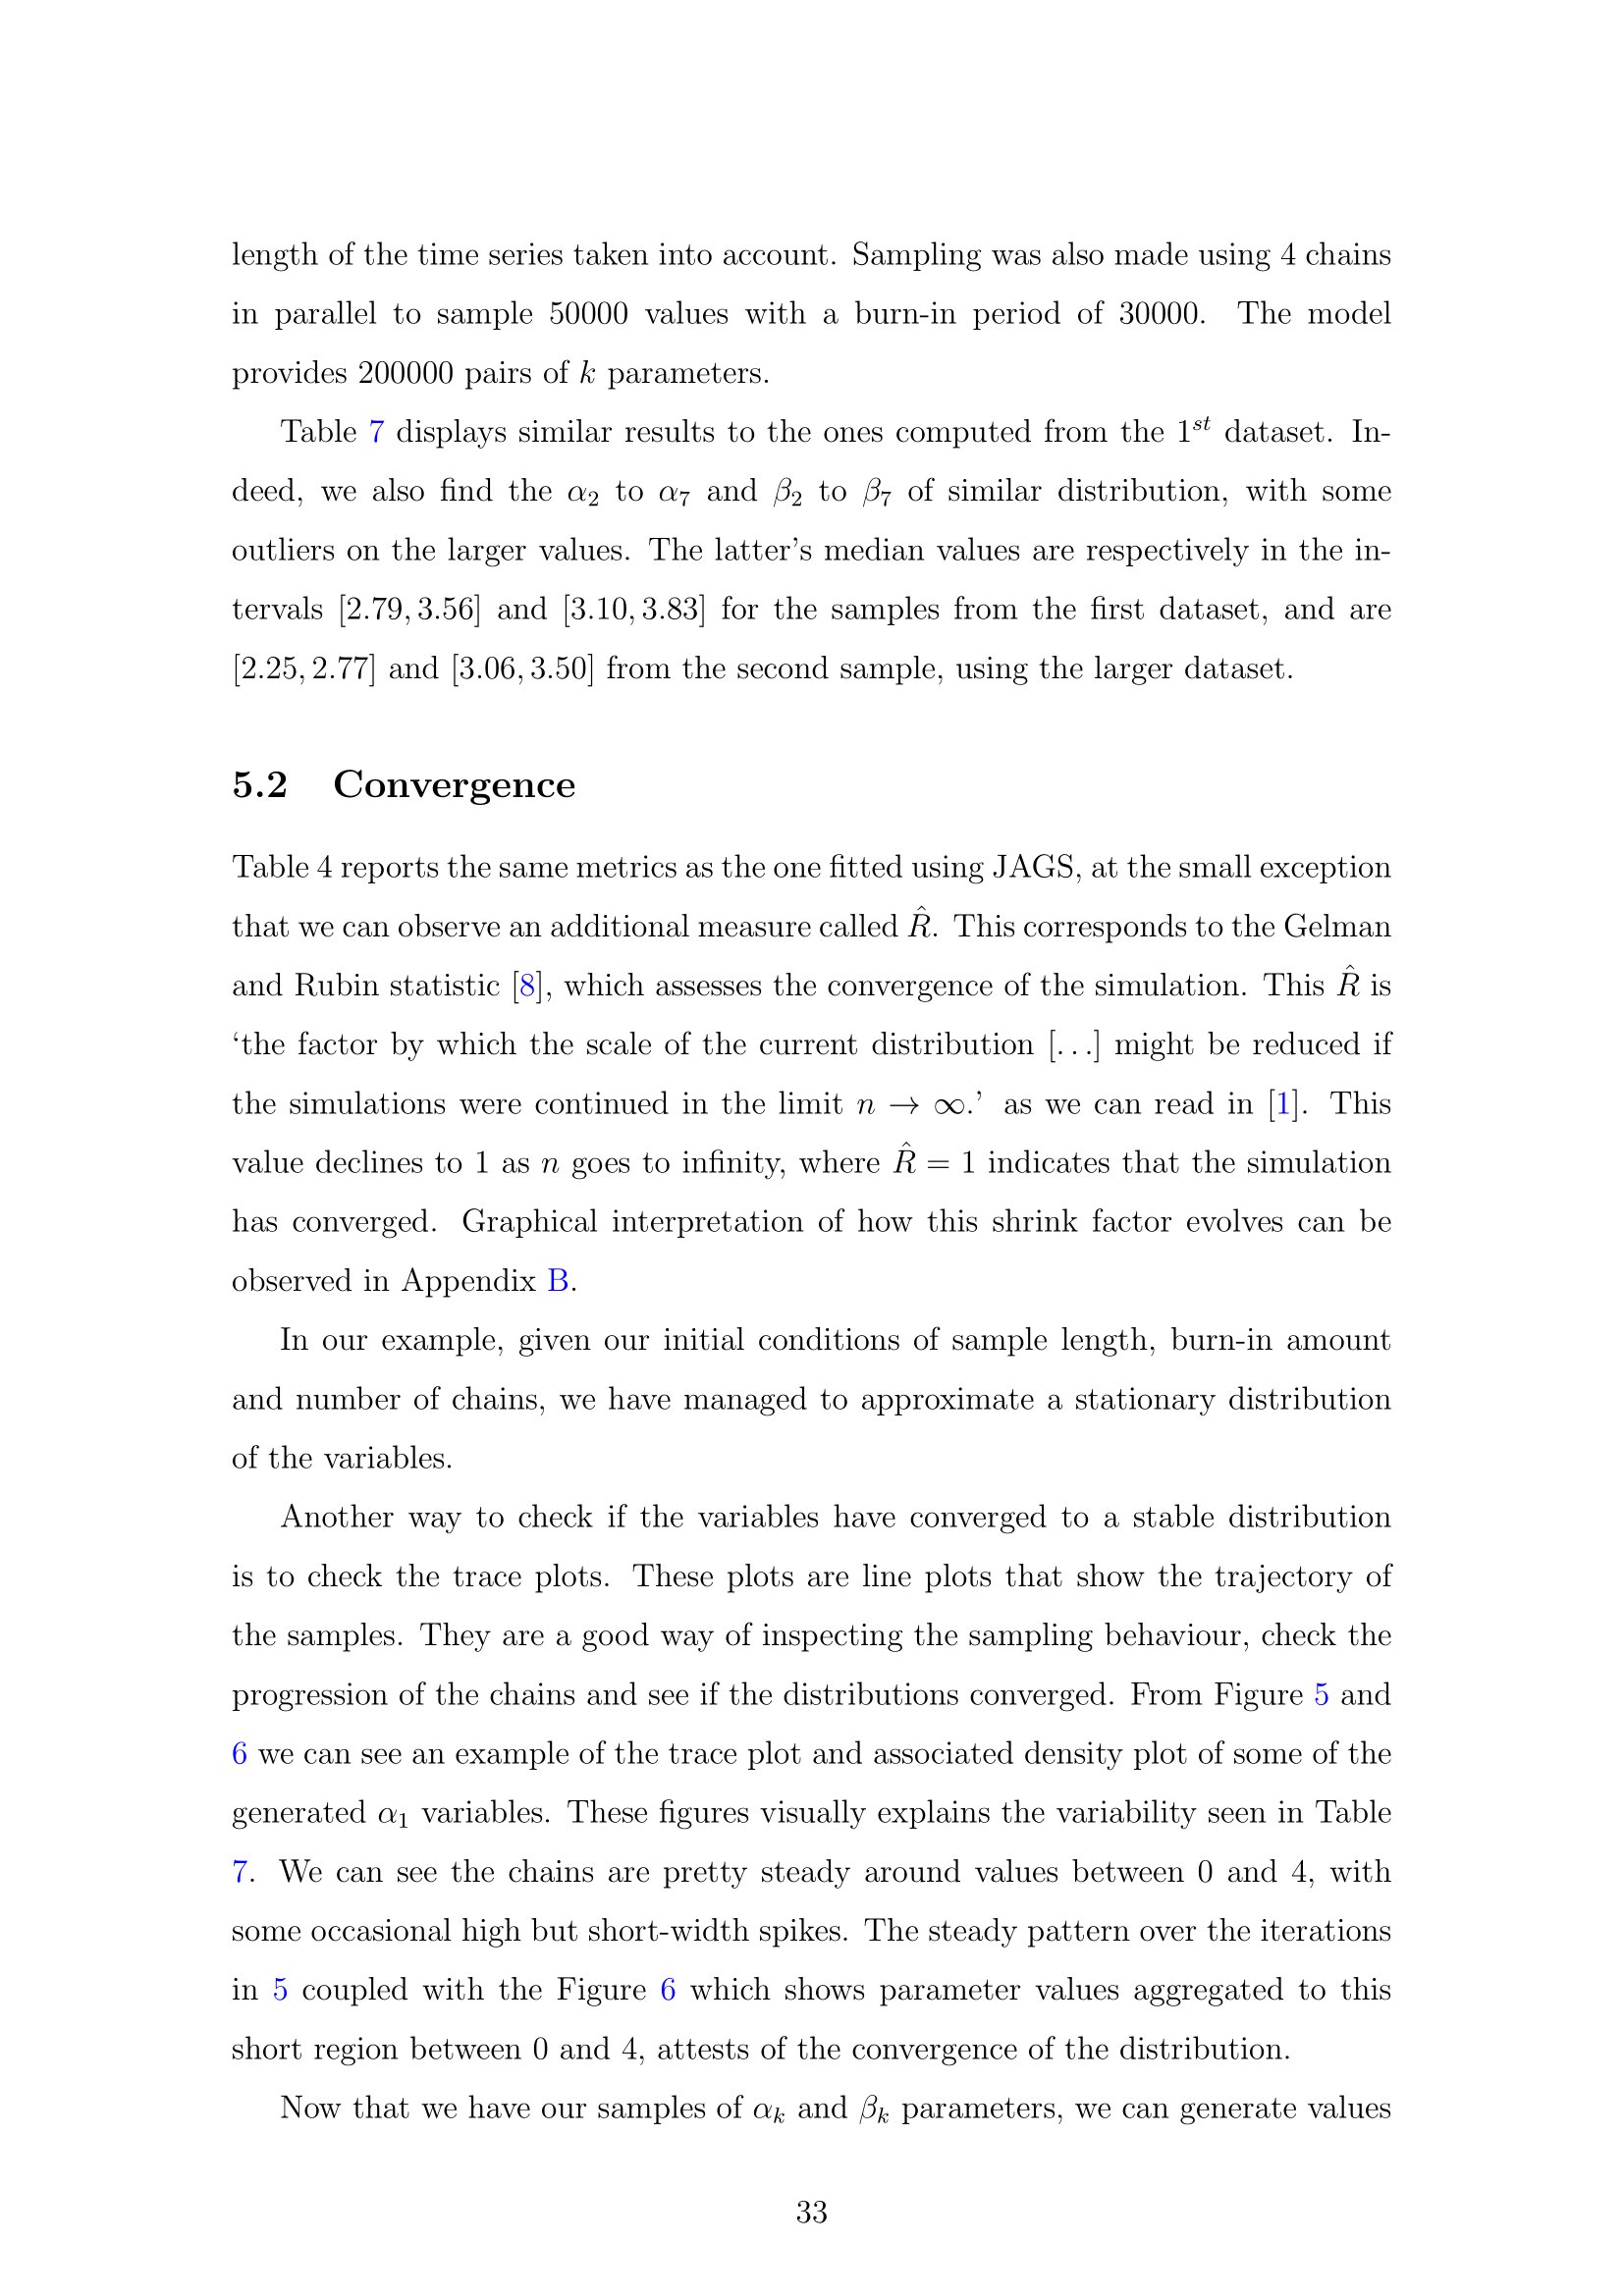 length of the time series taken into account. Sampling was also made using 4 chains
in parallel to sample 50000 values with a burn-in period of 30000. The model
provides 200000 pairs of k parameters.
Table 7 displays similar results to the ones computed from the 1st dataset. In-
deed, we also find the α2 to α7 and β2 to β7 of similar distribution, with some
outliers on the larger values. The latter's median values are respectively in the in-
tervals [2.79, 3.56] and [3.10, 3.83] for the samples from the first dataset, and are
[2.25, 2.77] and [3.06, 3.50] from the second sample, using the larger dataset.
5.2 Convergence
Table 4 reports the same metrics as the one fitted using JAGS, at the small exception
that we can observe an additional measure called R̂. This corresponds to the Gelman
and Rubin statistic [8], which assesses the convergence of the simulation. This R̂ is
‘the factor by which the scale of the current distribution [...] might be reduced if
the simulations were continued in the limit n → ∞.’ as we can read in [1]. This
value declines to 1 as n goes to infinity, where R̂ = 1 indicates that the simulation
has converged. Graphical interpretation of how this shrink factor evolves can be
observed in Appendix B.
In our example, given our initial conditions of sample length, burn-in amount
and number of chains, we have managed to approximate a stationary distribution
of the variables.
Another way to check if the variables have converged to a stable distribution
is to check the trace plots. These plots are line plots that show the trajectory of
the samples. They are a good way of inspecting the sampling behaviour, check the
progression of the chains and see if the distributions converged. From Figure 5 and
6 we can see an example of the trace plot and associated density plot of some of the
generated α1 variables. These figures visually explains the variability seen in Table
7. We can see the chains are pretty steady around values between 0 and 4, with
some occasional high but short-width spikes. The steady pattern over the iterations
in 5 coupled with the Figure 6 which shows parameter values aggregated to this
short region between 0 and 4, attests of the convergence of the distribution.
Now that we have our samples of αk and βk parameters, we can generate values
33